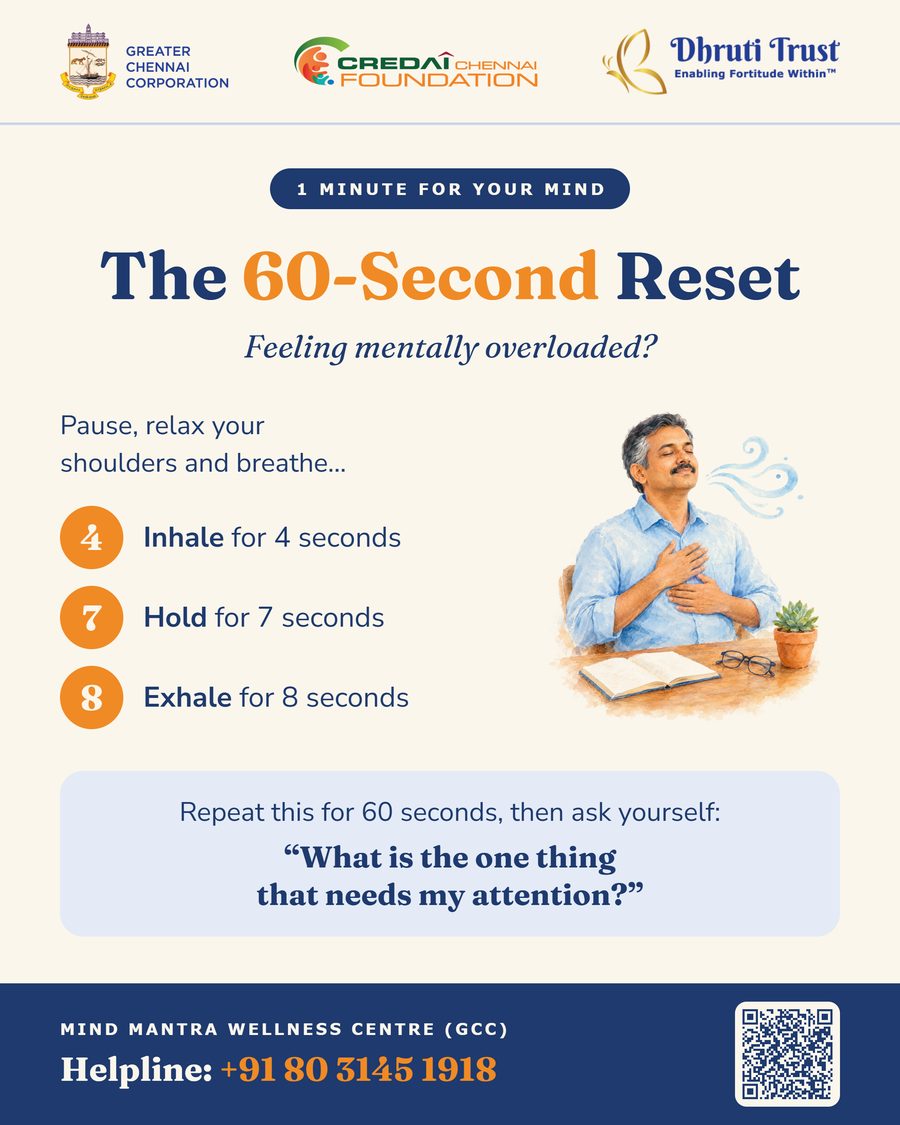 GREATER
CHENNAI
CORPORATION
CREDAÎ CHENNAI
FOUNDATION
Dhruti Trust
Enabling Fortitude Within™
1 MINUTE FOR YOUR MIND
The 60-Second Reset
Feeling mentally overloaded?
Pause, relax your
shoulders and breathe...
4 Inhale for 4 seconds
7 Hold for 7 seconds
8 Exhale for 8 seconds
Repeat this for 60 seconds, then ask yourself:
“What is the one thing
that needs my attention?”
MIND MANTRA WELLNESS CENTRE (GCC)
Helpline: +91 80 3145 1918